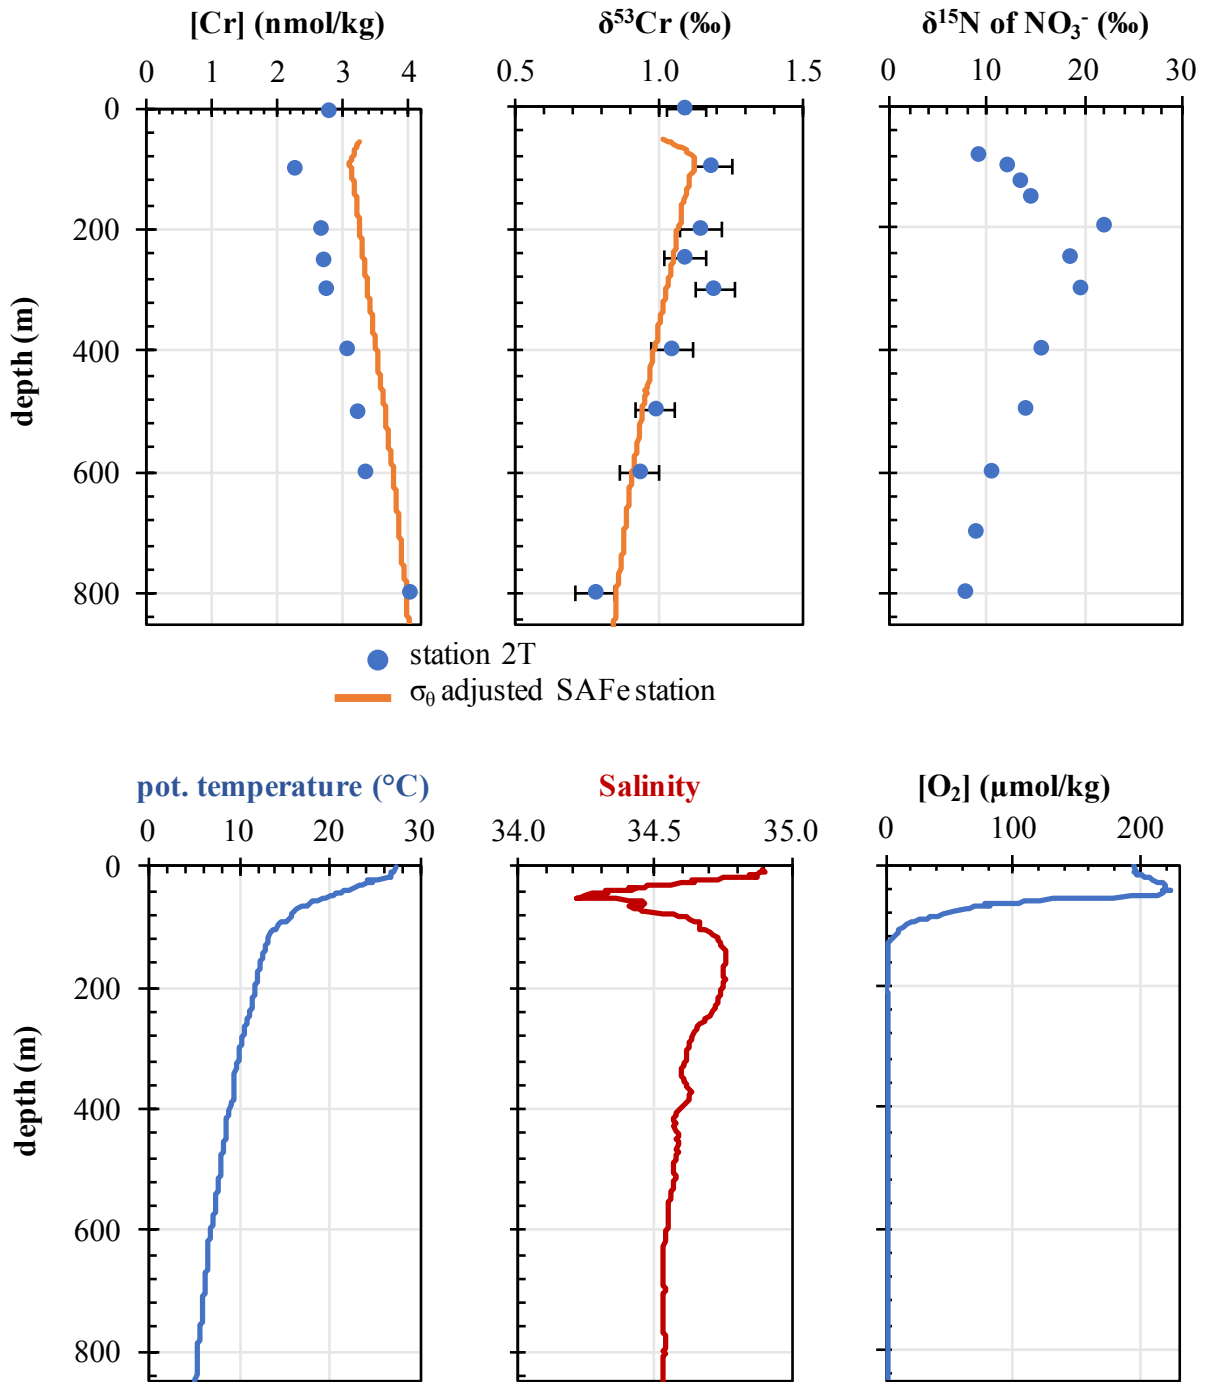 [Cr] (nmol/kg) δ⁵³Cr (‰) δ¹⁵N of NO₃⁻ (‰)
0 1 2 3 4 0.5 1.0 1.5 0 10 20 30
0
200
400
600
800
depth (m)
station 2T
σ_θ adjusted SAFe station
pot. temperature (°C) Salinity [O₂] (µmol/kg)
0 10 20 30 34.0 34.5 35.0 0 100 200
0
200
400
600
800
depth (m)